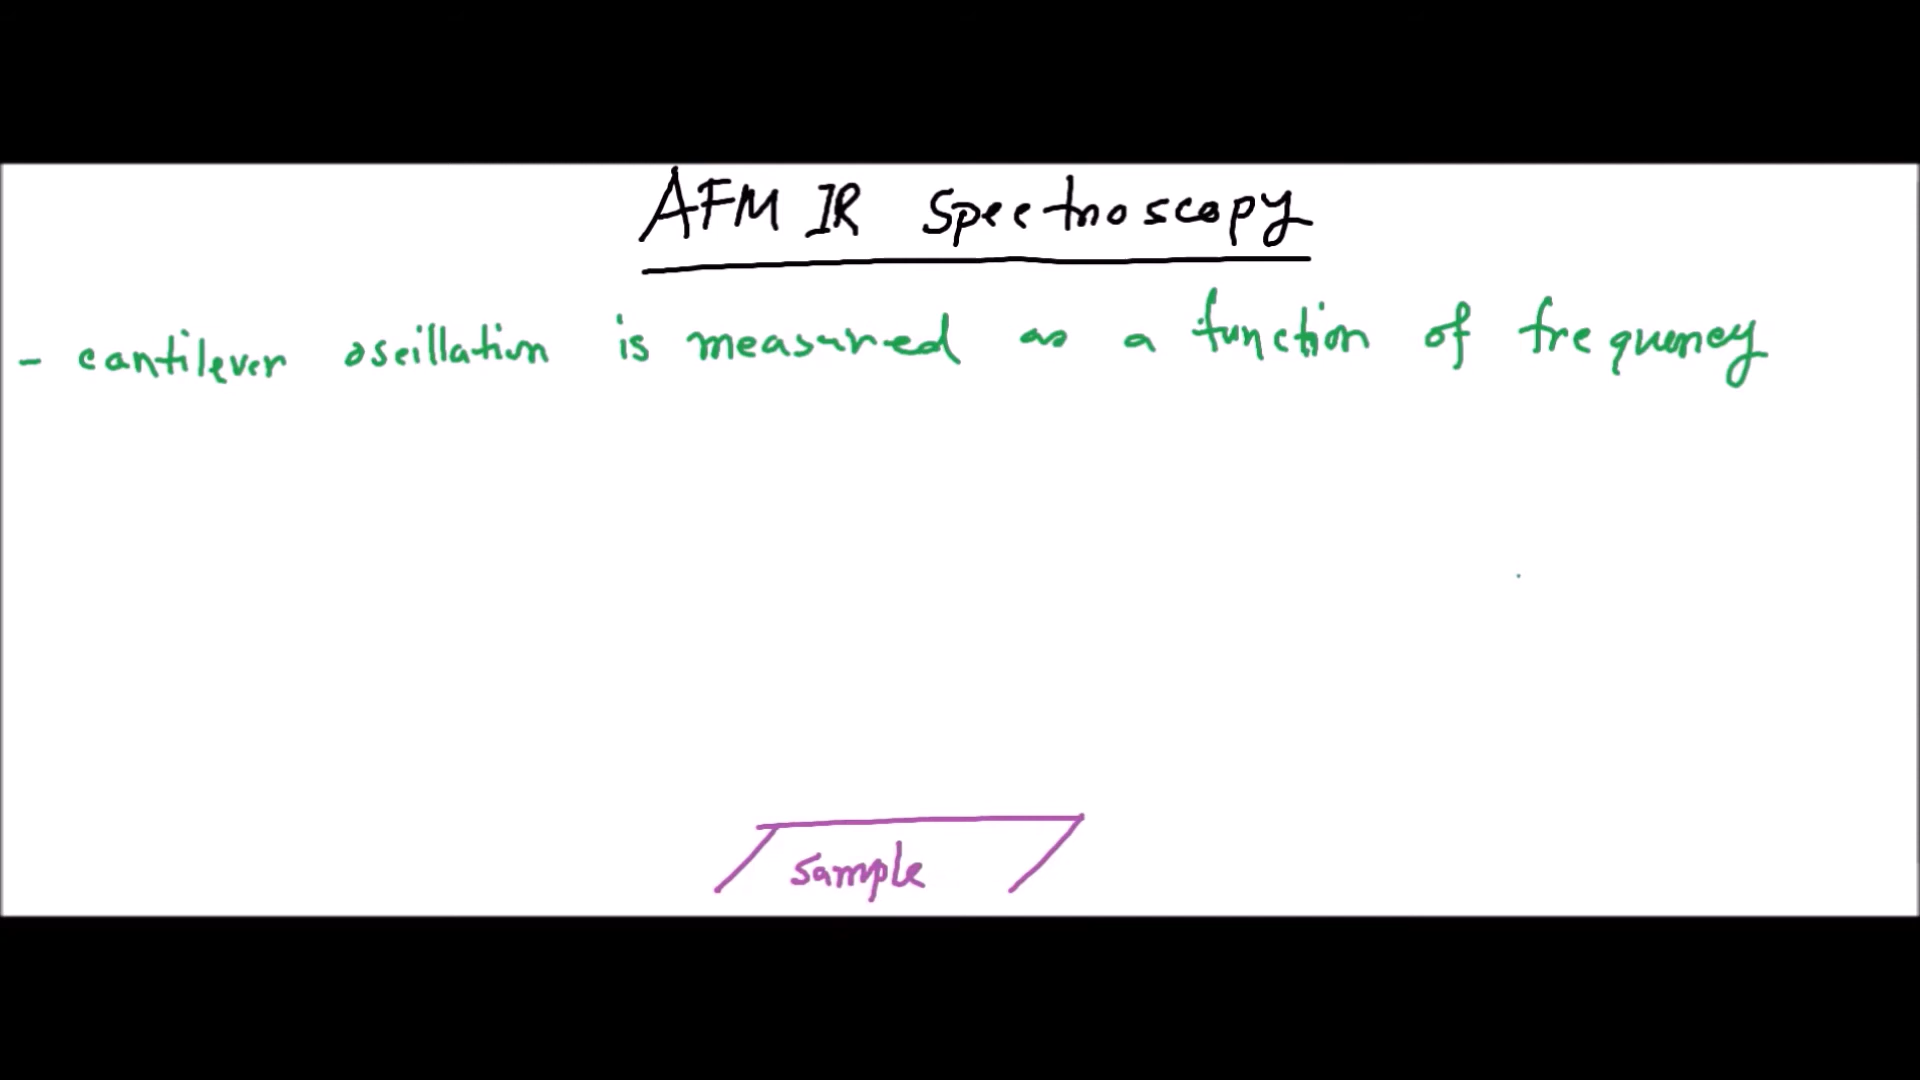 AFM IR Spectroscopy
- cantilever oscillation is measured as a function of frequency
sample